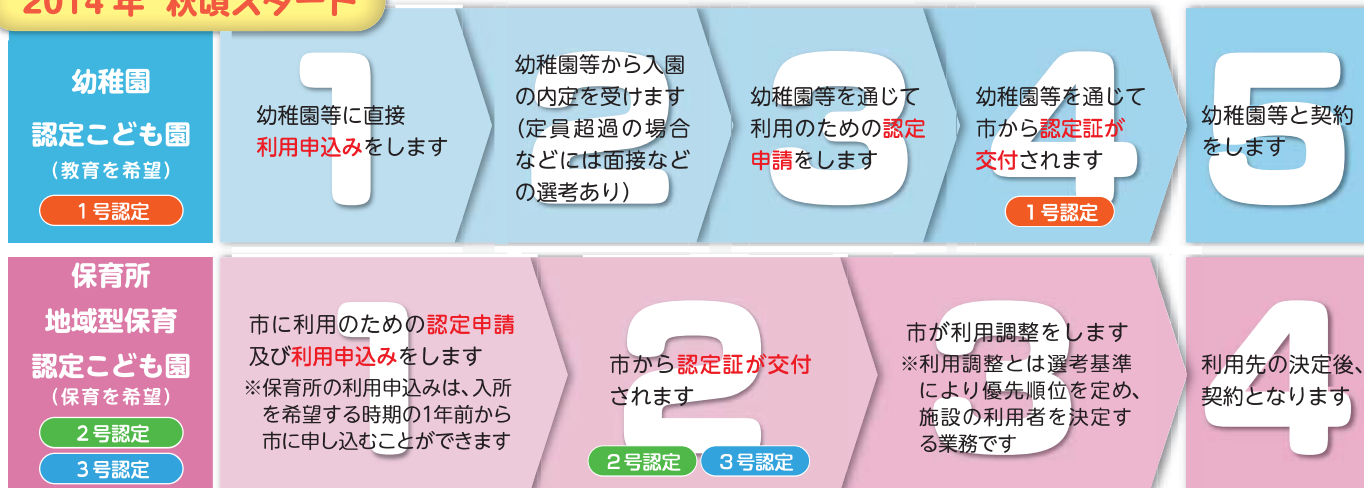 2014年 秋頃スタート
幼稚園
認定こども園
(教育を希望)
1号認定
1
幼稚園等に直接
利用申込みをします
2
幼稚園等から入園
の内定を受けます
(定員超過の場合
などには面接など
の選考あり)
3
幼稚園等を通じて
利用のための認定
申請をします
4
幼稚園等を通じて
市から認定証が
交付されます
1号認定
5
幼稚園等と契約
をします
保育所
地域型保育
認定こども園
(保育を希望)
2号認定
3号認定
1
市に利用のための認定申請
及び利用申込みをします
※保育所の利用申込みは、入所
を希望する時期の1年前から
市に申し込むことができます
2
市から認定証が交付
されます
2号認定 3号認定
3
市が利用調整をします
※利用調整とは選考基準
により優先順位を定め、
施設の利用者を決定す
る業務です
4
利用先の決定後、
契約となります